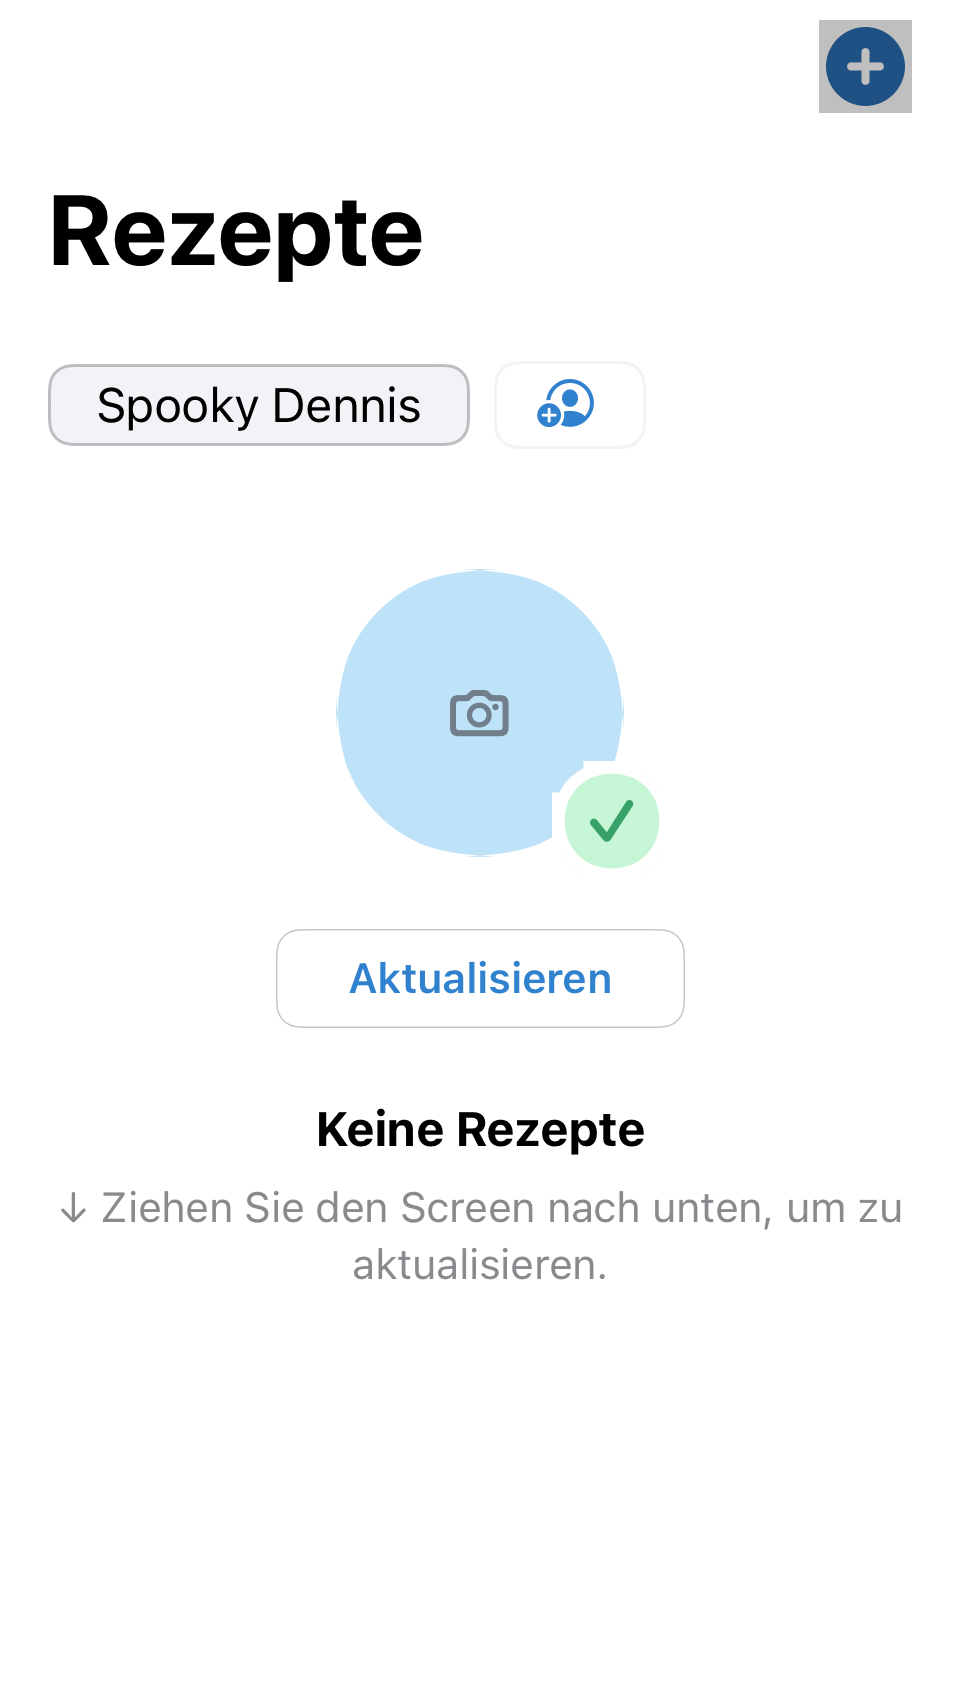 Rezepte
Spooky Dennis
Aktualisieren
Keine Rezepte
↓ Ziehen Sie den Screen nach unten, um zu
aktualisieren.